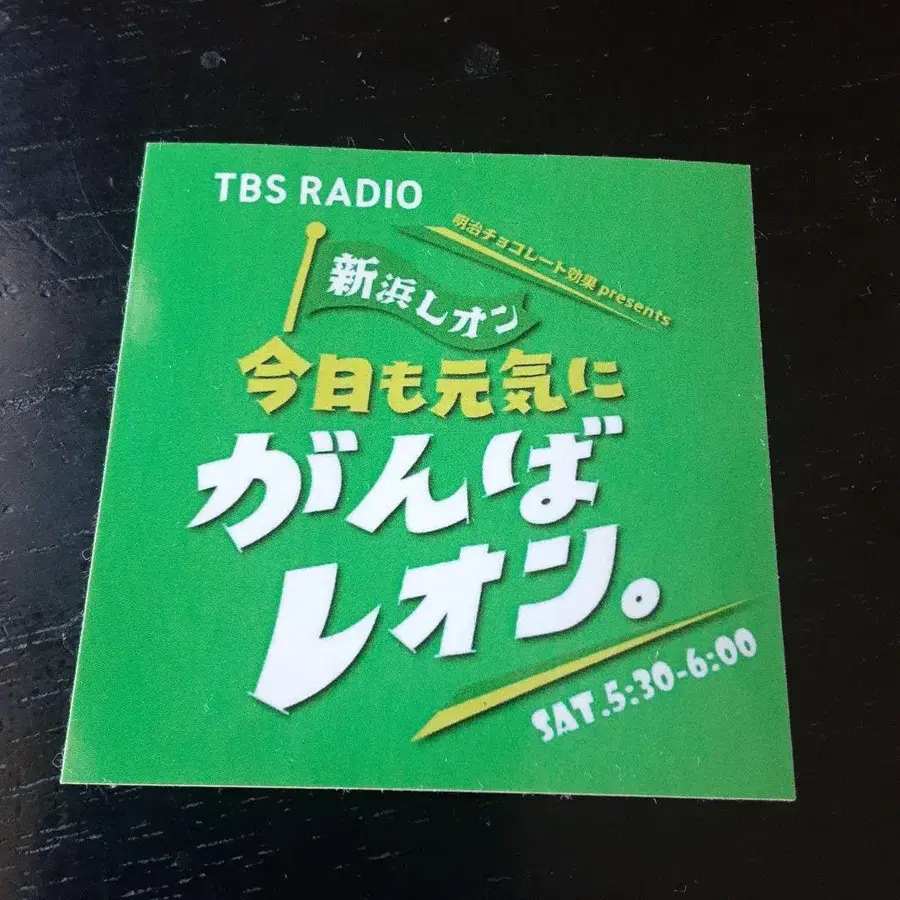 TBS RADIO
明治チョコレート効果 presents
新浜レオン
今日も元気に
がんば
レオン。
SAT.5:30-6:00